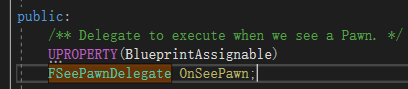 public:
/** Delegate to execute when we see a Pawn. */
UPROPERTY(BlueprintAssignable)
FSeePawnDelegate OnSeePawn;